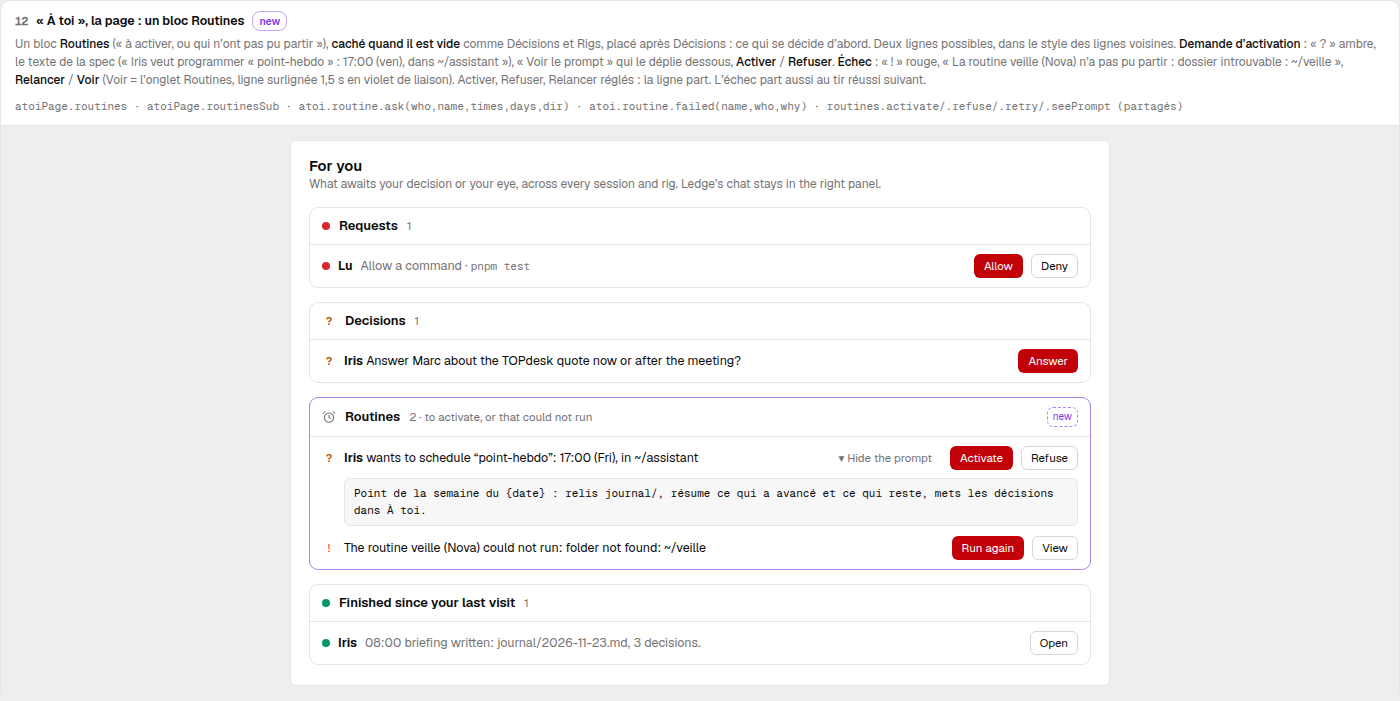 12 « À toi », la page : un bloc Routines new
Un bloc Routines (« à activer, ou qui n'ont pas pu partir »), caché quand il est vide comme Décisions et Rigs, placé après Décisions : ce qui se décide d'abord. Deux lignes possibles, dans le style des lignes voisines. Demande d'activation : « ? » ambre,
le texte de la spec (« Iris veut programmer « point-hebdo » : 17:00 (ven), dans ~/assistant »), « Voir le prompt » qui le déplie dessous, Activer / Refuser. Échec : « ! » rouge, « La routine veille (Nova) n'a pas pu partir : dossier introuvable : ~/veille »,
Relancer / Voir (Voir = l'onglet Routines, ligne surlignée 1,5 s en violet de liaison). Activer, Refuser, Relancer réglés : la ligne part. L'échec part aussi au tir réussi suivant.
atoiPage.routines · atoiPage.routinesSub · atoi.routine.ask(who,name,times,days,dir) · atoi.routine.failed(name,who,why) · routines.activate/.refuse/.retry/.seePrompt (partagés)
For you
What awaits your decision or your eye, across every session and rig. Ledge's chat stays in the right panel.
Requests 1
Lu Allow a command · pnpm test Allow Deny
? Decisions 1
? Iris Answer Marc about the TOPdesk quote now or after the meeting? Answer
Routines 2 · to activate, or that could not run new
? Iris wants to schedule “point-hebdo”: 17:00 (Fri), in ~/assistant ▾ Hide the prompt Activate Refuse
Point de la semaine du {date} : relis journal/, résume ce qui a avancé et ce qui reste, mets les décisions
dans À toi.
! The routine veille (Nova) could not run: folder not found: ~/veille Run again View
Finished since your last visit 1
Iris 08:00 briefing written: journal/2026-11-23.md, 3 decisions. Open